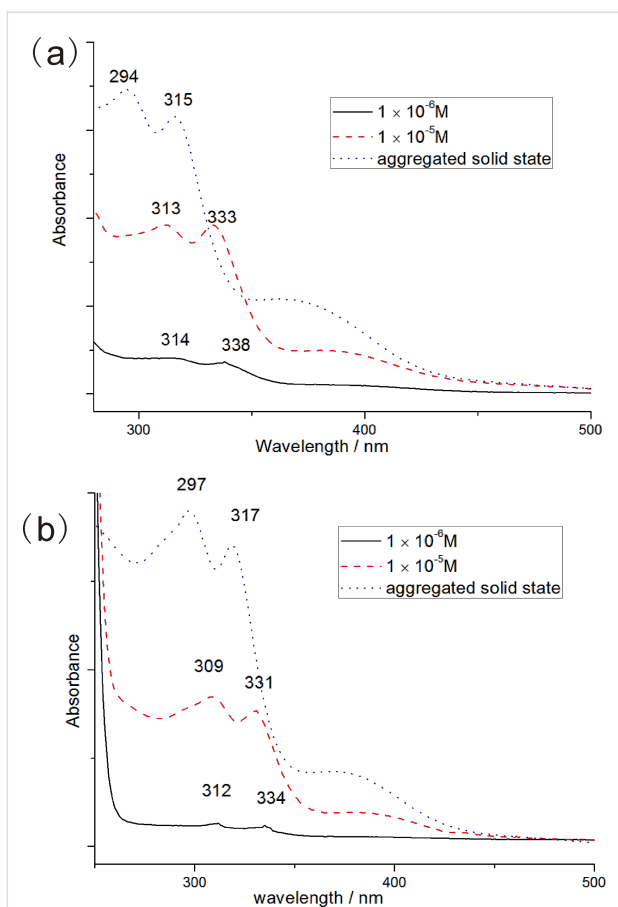 (a)
294
315
1 × 10⁻⁶M
1 × 10⁻⁵M
aggregated solid state
313
333
314
338
Absorbance
300
400
500
Wavelength / nm
(b)
297
317
1 × 10⁻⁶M
1 × 10⁻⁵M
aggregated solid state
309
331
312
334
Absorbance
300
400
500
wavelength / nm